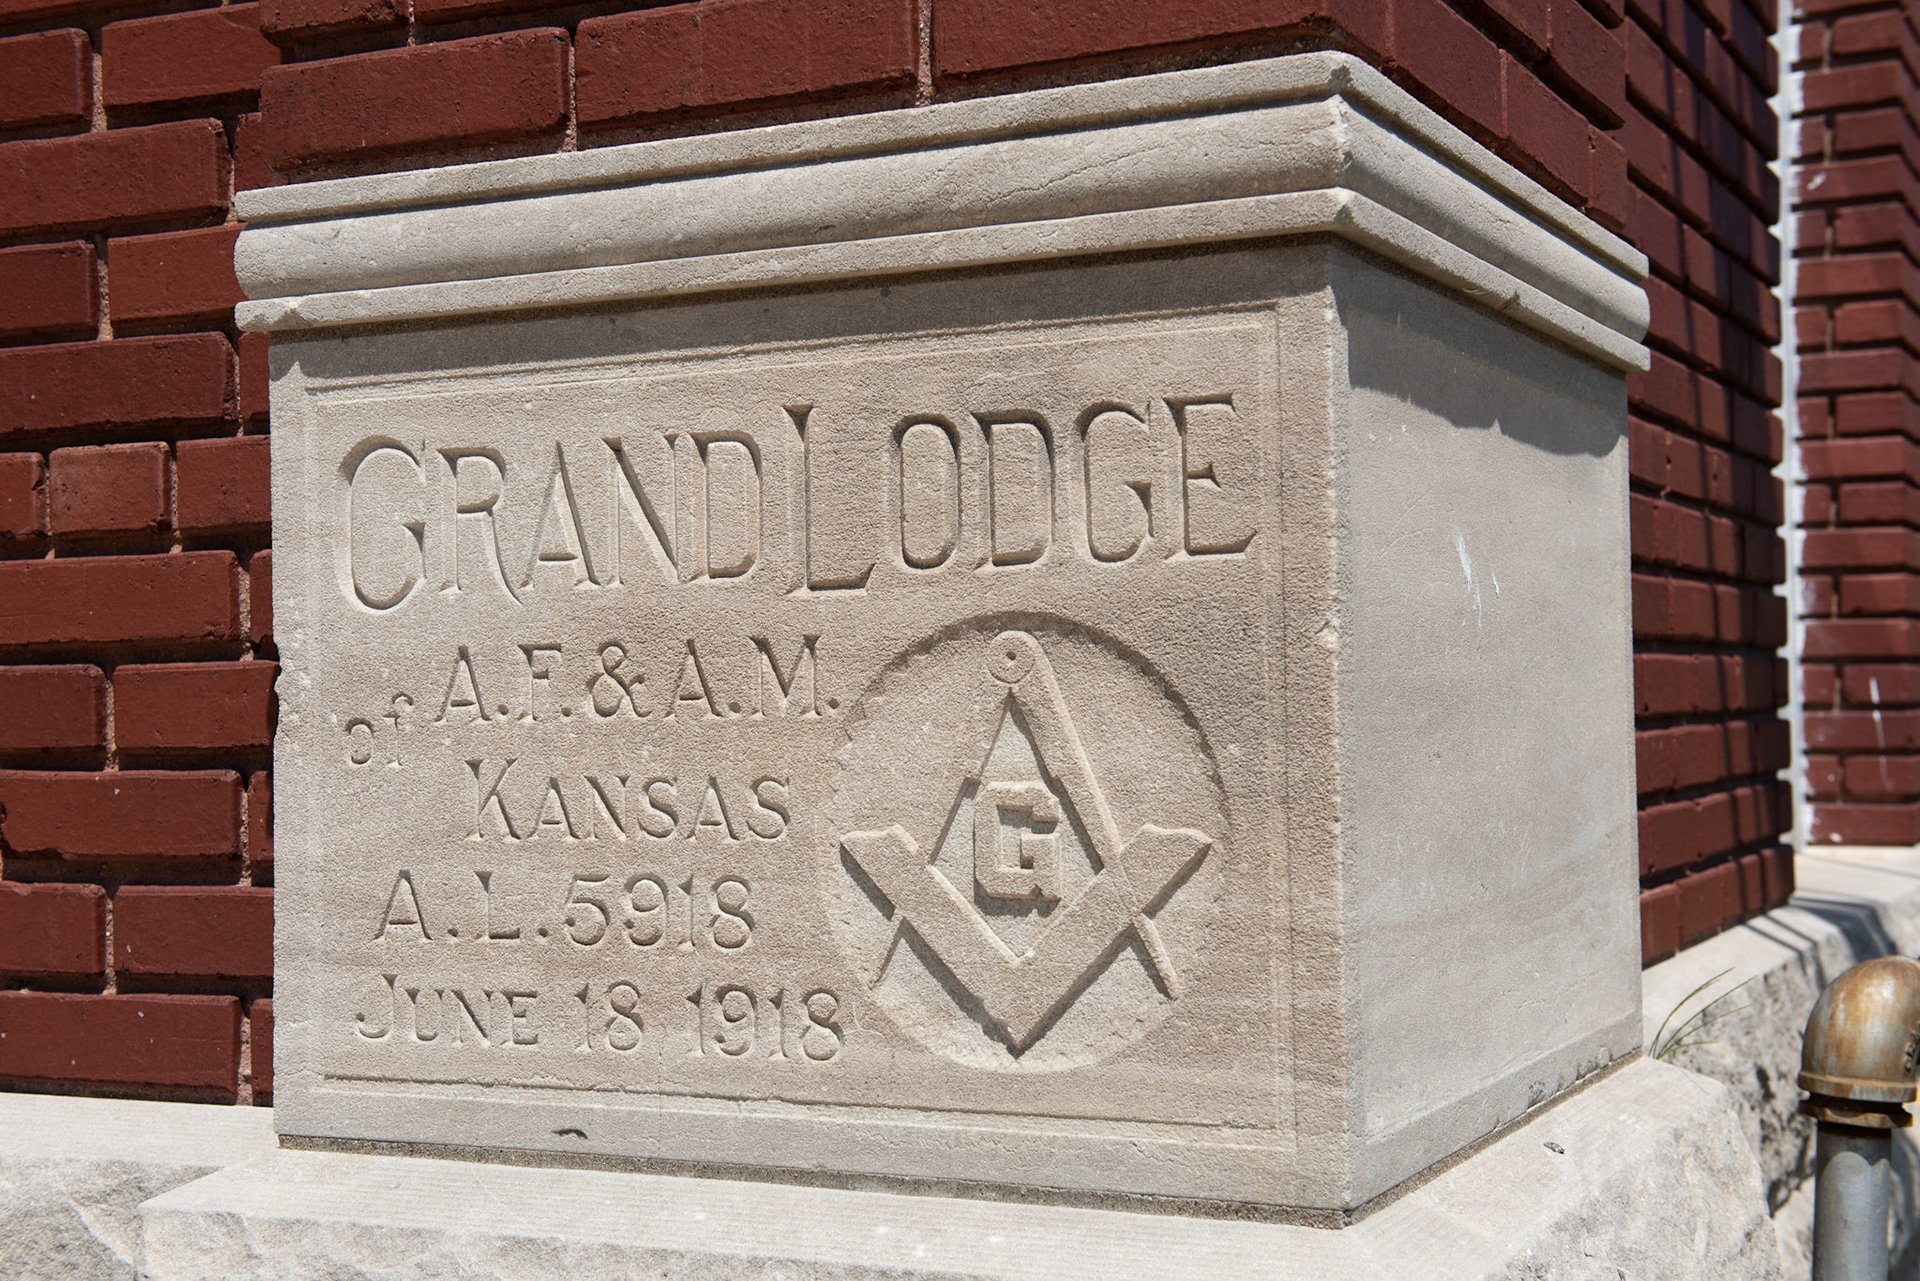 GRAND LODGE
of A.F. & A.M.
KANSAS
A.L. 5918
JUNE 18, 1918
G